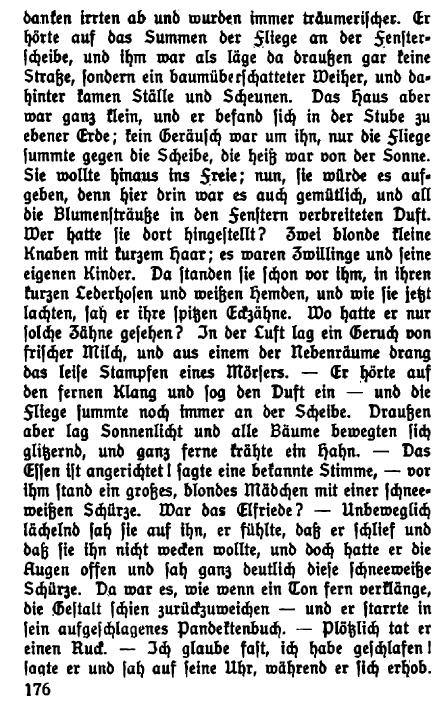 danken irrten ab und wurden immer träumerischer. Er
hörte auf das Summen der Fliege an der Fenster-
scheibe, und ihm war als läge da draußen gar keine
Straße, sondern ein baumüberschatteter Weiher, und da-
hinter kamen Ställe und Scheunen. Das Haus aber
war ganz klein, und er befand sich in der Stube zu
ebener Erde; kein Geräusch war um ihn, nur die Fliege
summte gegen die Scheibe, die heiß war von der Sonne.
Sie wollte hinaus ins Freie; nun, sie würde es auf-
geben, denn hier drin war es auch gemütlich, und all
die Blumensträuße in den Fenstern verbreiteten Duft.
Wer hatte sie dort hingestellt? Zwei blonde kleine
Knaben mit kurzem Haar; es waren Zwillinge und seine
eigenen Kinder. Da standen sie schon vor ihm, in ihren
kurzen Lederhosen und weißen Hemden, und wie sie jetzt
lachten, sah er ihre spitzen Eckzähne. Wo hatte er nur
solche Zähne gesehen? In der Luft lag ein Geruch von
frischer Milch, und aus einem der Nebenräume drang
das leise Stampfen eines Mörsers. — Er hörte auf
den fernen Klang und sog den Duft ein — und die
Fliege summte noch immer an der Scheibe. Draußen
aber lag Sonnenlicht und alle Bäume bewegten sich
glitzernd, und ganz ferne krähte ein Hahn. — Das
Essen ist angerichtet! sagte eine bekannte Stimme, — vor
ihm stand ein großes, blondes Mädchen mit einer schnee-
weißen Schürze. War das Elfriede? — Unbeweglich
lächelnd sah sie auf ihn, er fühlte, daß er schlief und
daß sie ihn nicht wecken wollte, und doch hatte er die
Augen offen und sah ganz deutlich diese schneeweiße
Schürze. Da war es, wie wenn ein Ton fern verklänge,
die Gestalt schien zurückzuweichen — und er starrte in
sein aufgeschlagenes Pandektenbuch. — Plötzlich tat er
einen Ruck. — Ich glaube fast, ich habe geschlafen!
sagte er und sah auf seine Uhr, während er sich erhob.
176